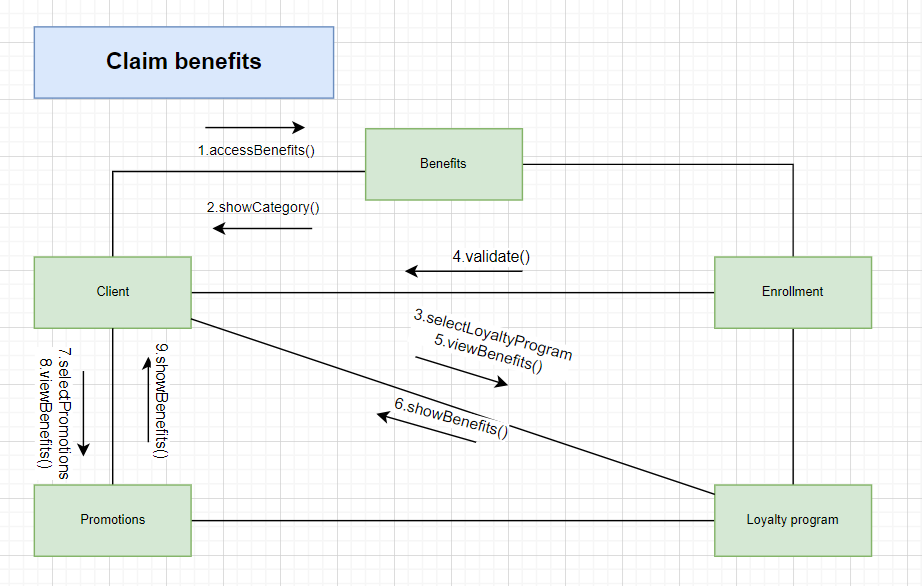 Claim benefits
1.accessBenefits()
Benefits
2.showCategory()
4.validate()
Client
Enrollment
3.selectLoyaltyProgram
5.viewBenefits()
6.showBenefits()
7.selectPromotions
8.viewBenefits()
9.showBenefits()
Promotions
Loyalty program